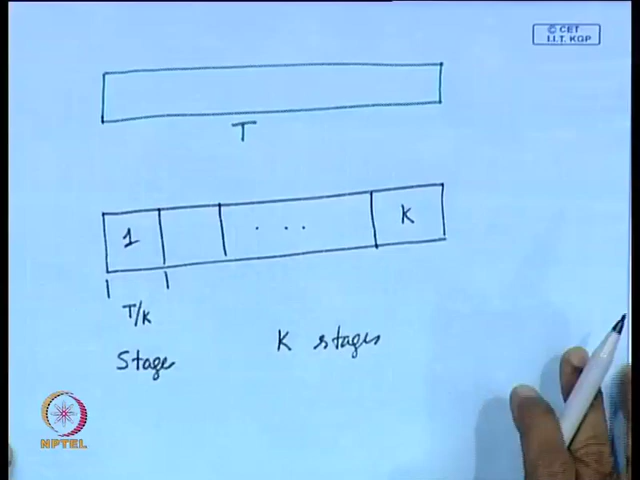 © CET
I.I.T. KGP
T
1 . . . K
T/K
Stage
K stages
NPTEL